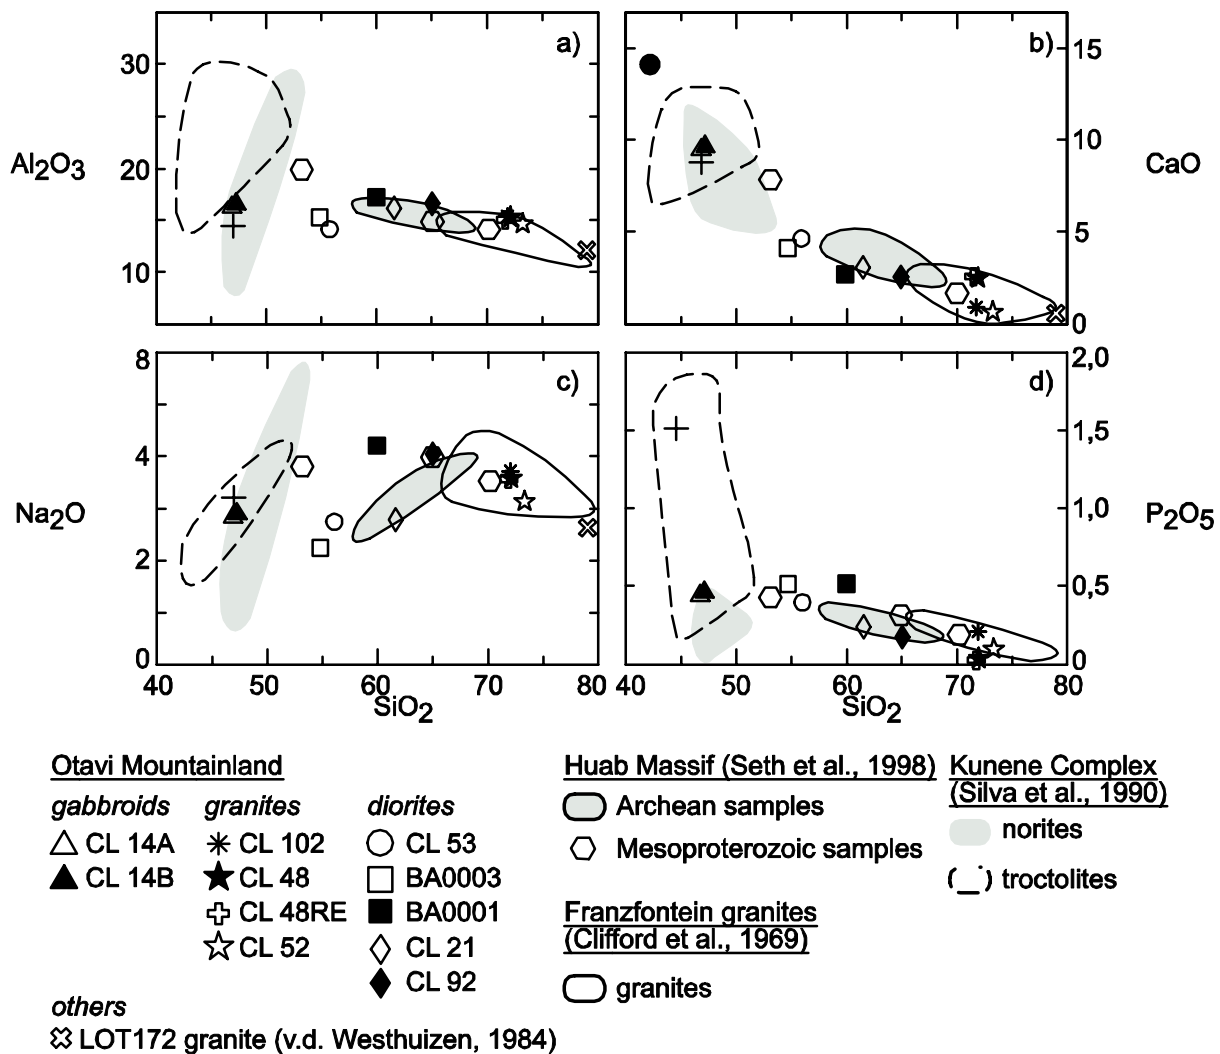 a)
30
20
10
Al2O3
b)
15
10
5
0
CaO
c)
8
6
4
2
0
Na2O
40 50 60 70 80
SiO2
d)
2,0
1,5
1,0
0,5
0
P2O5
40 50 60 70 80
SiO2
Otavi Mountainland
gabbroids
CL 14A
CL 14B
granites
CL 102
CL 48
CL 48RE
CL 52
diorites
CL 53
BA0003
BA0001
CL 21
CL 92
others
LOT172 granite (v.d. Westhuizen, 1984)
Huab Massif (Seth et al., 1998)
Archean samples
Mesoproterozoic samples
Franzfontein granites
(Clifford et al., 1969)
granites
Kunene Complex
(Silva et al., 1990)
norites
troctolites